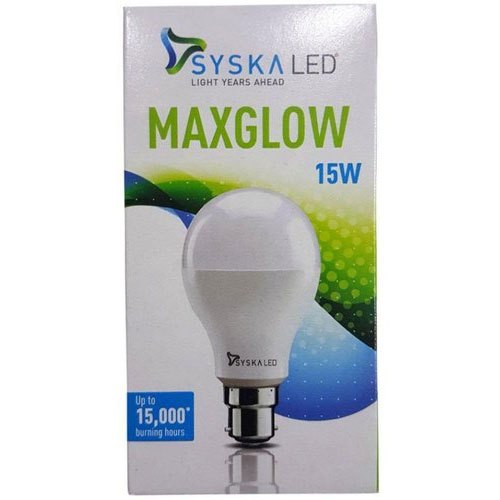 SYSKA LED®
LIGHT YEARS AHEAD
MAXGLOW
15W
SYSKA LED
Up to
15,000*
burning hours